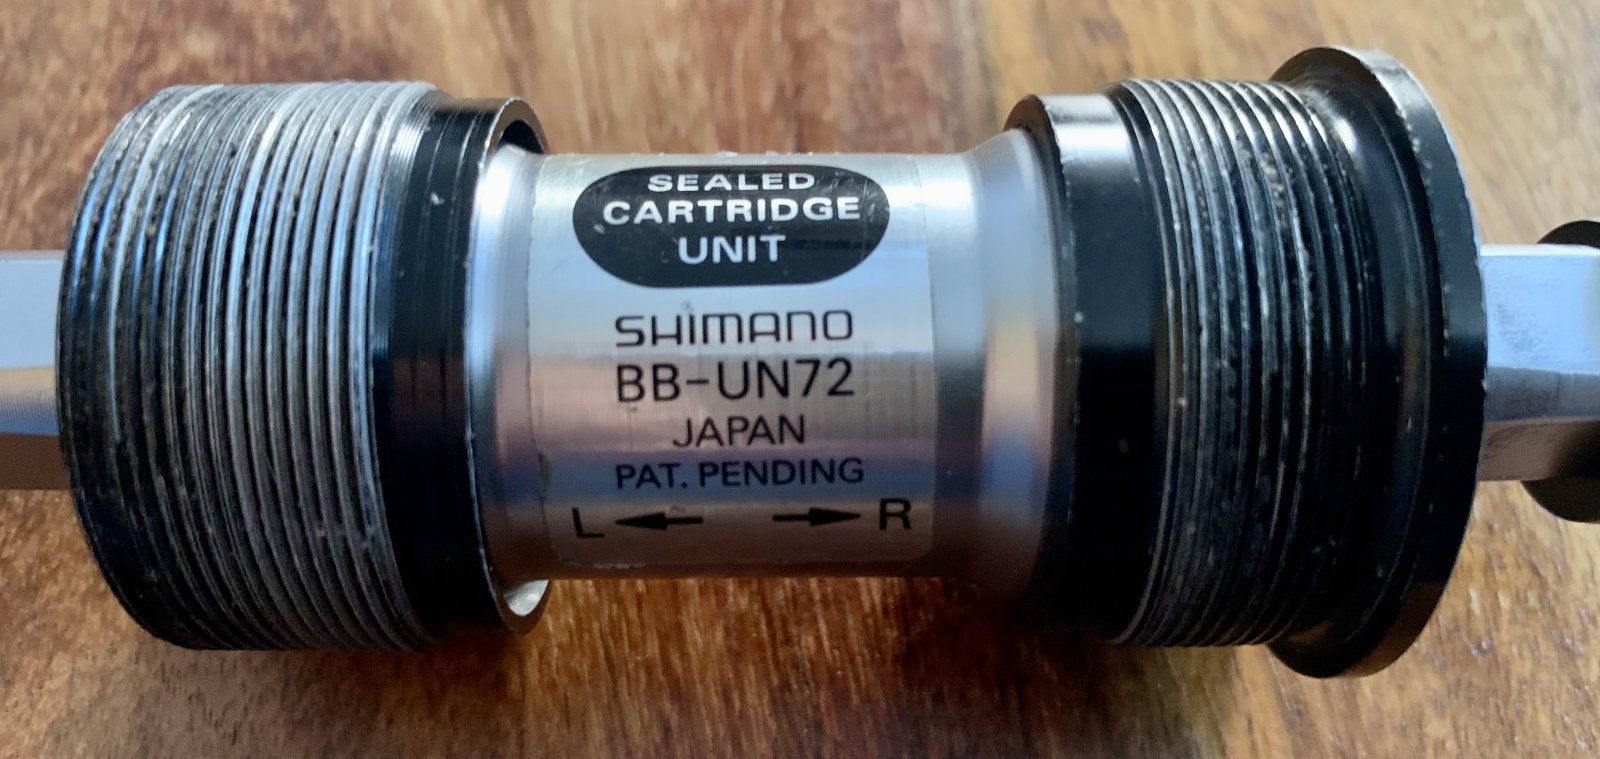 SEALED
CARTRIDGE
UNIT
SHIMANO
BB-UN72
JAPAN
PAT. PENDING
L R